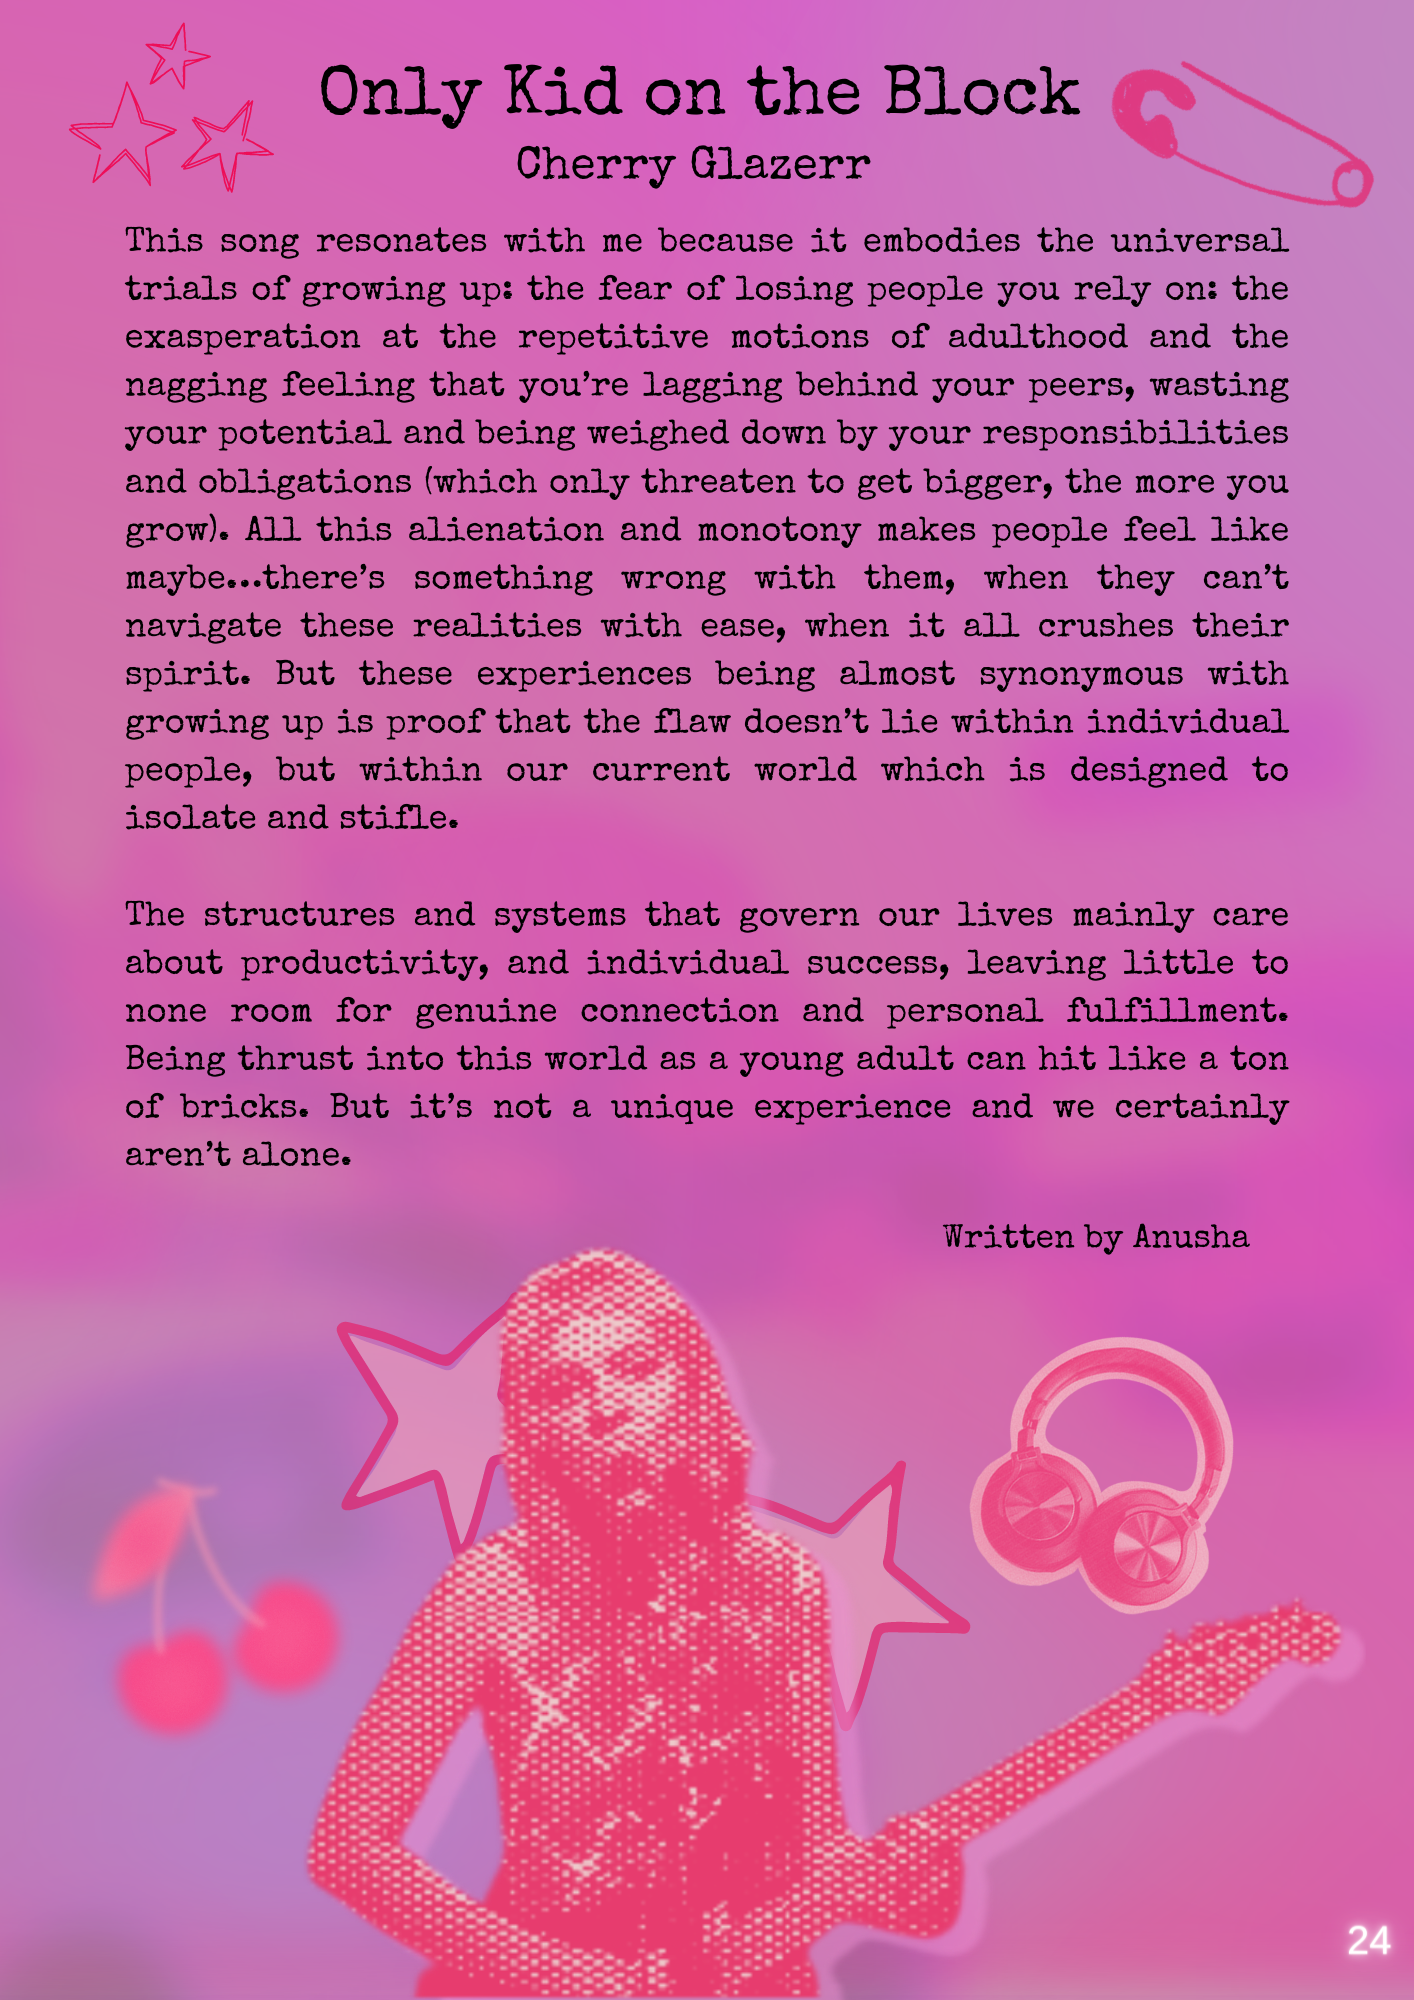 Only Kid on the Block
Cherry Glazerr
This song resonates with me because it embodies the universal
trials of growing up: the fear of losing people you rely on: the
exasperation at the repetitive motions of adulthood and the
nagging feeling that you're lagging behind your peers, wasting
your potential and being weighed down by your responsibilities
and obligations (which only threaten to get bigger, the more you
grow). All this alienation and monotony makes people feel like
maybe...there's something wrong with them, when they can't
navigate these realities with ease, when it all crushes their
spirit. But these experiences being almost synonymous with
growing up is proof that the flaw doesn't lie within individual
people, but within our current world which is designed to
isolate and stifle.
The structures and systems that govern our lives mainly care
about productivity, and individual success, leaving little to
none room for genuine connection and personal fulfillment.
Being thrust into this world as a young adult can hit like a ton
of bricks. But it's not a unique experience and we certainly
aren't alone.
Written by Anusha
24